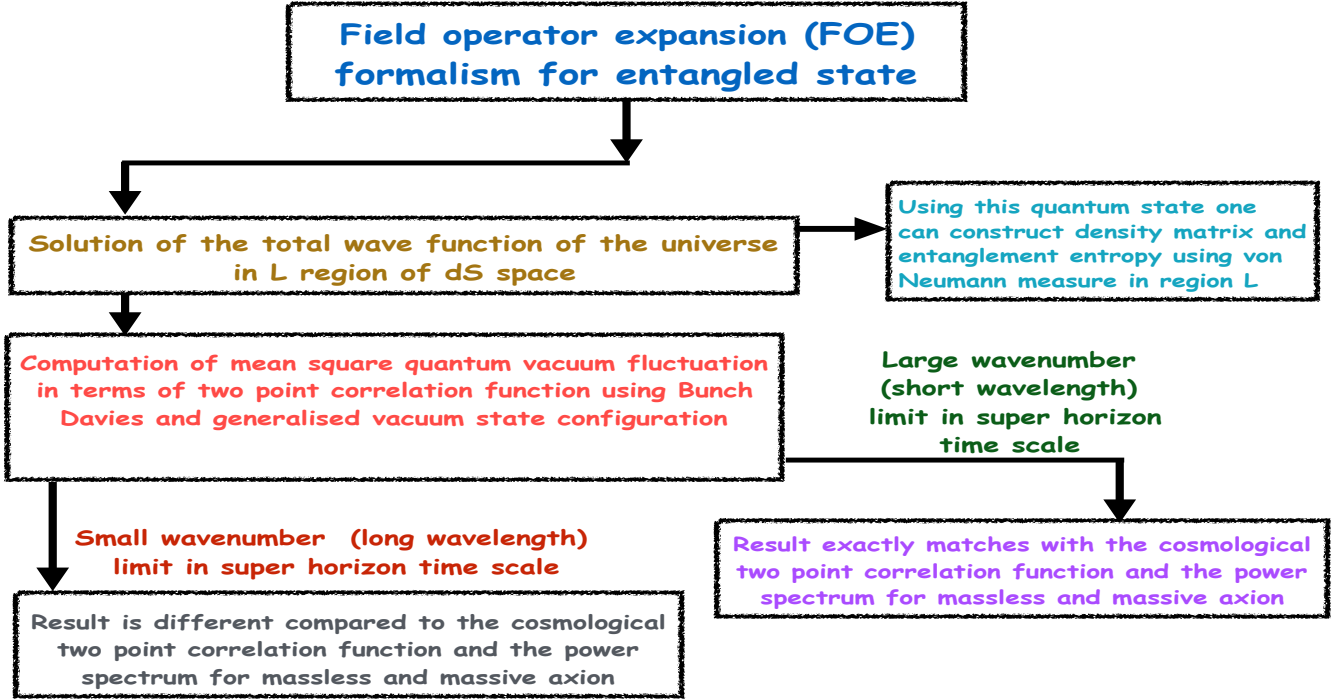 Field operator expansion (FOE)
formalism for entangled state
Solution of the total wave function of the universe
in L region of dS space
Using this quantum state one
can construct density matrix and
entanglement entropy using von
Neumann measure in region L
Computation of mean square quantum vacuum fluctuation
in terms of two point correlation function using Bunch
Davies and generalised vacuum state configuration
Large wavenumber
(short wavelength)
limit in super horizon
time scale
Small wavenumber (long wavelength)
limit in super horizon time scale
Result exactly matches with the cosmological
two point correlation function and the power
spectrum for massless and massive axion
Result is different compared to the cosmological
two point correlation function and the power
spectrum for massless and massive axion